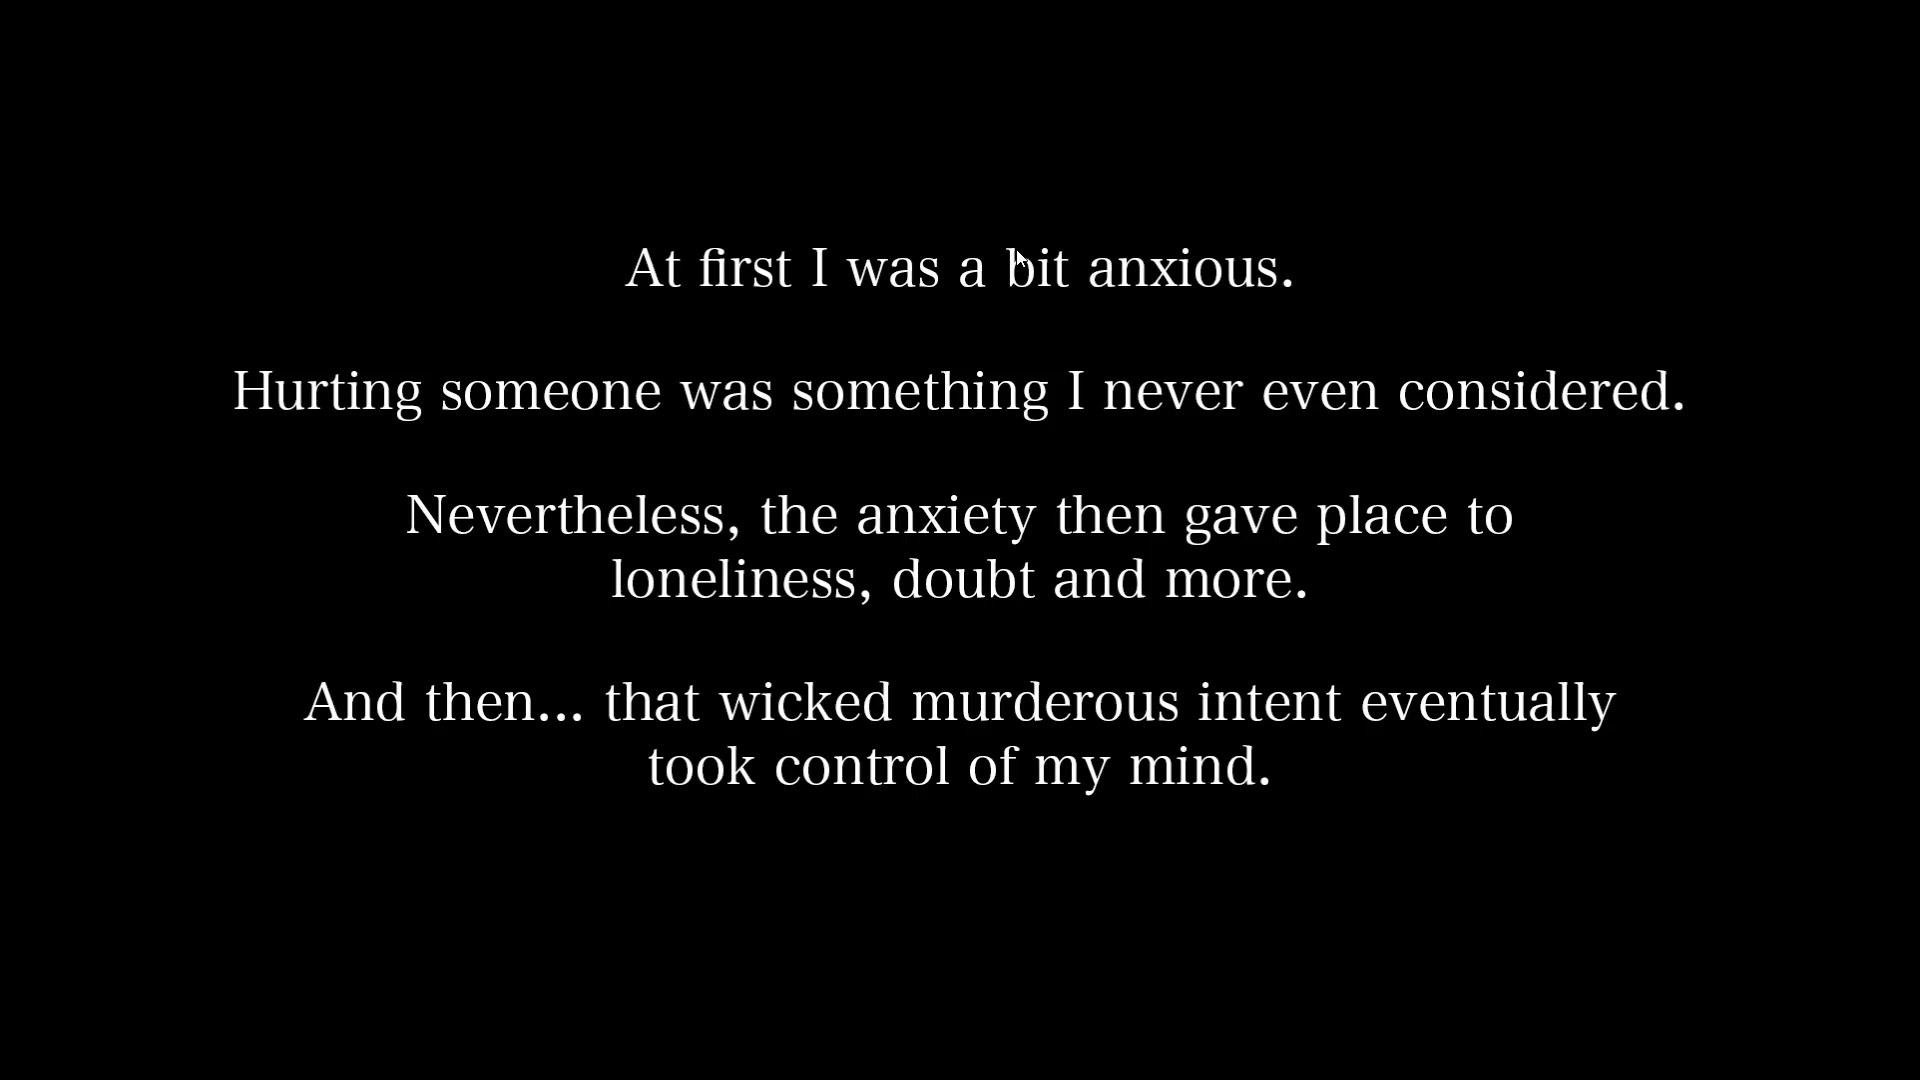 At first I was a bit anxious.
Hurting someone was something I never even considered.
Nevertheless, the anxiety then gave place to
loneliness, doubt and more.
And then... that wicked murderous intent eventually
took control of my mind.